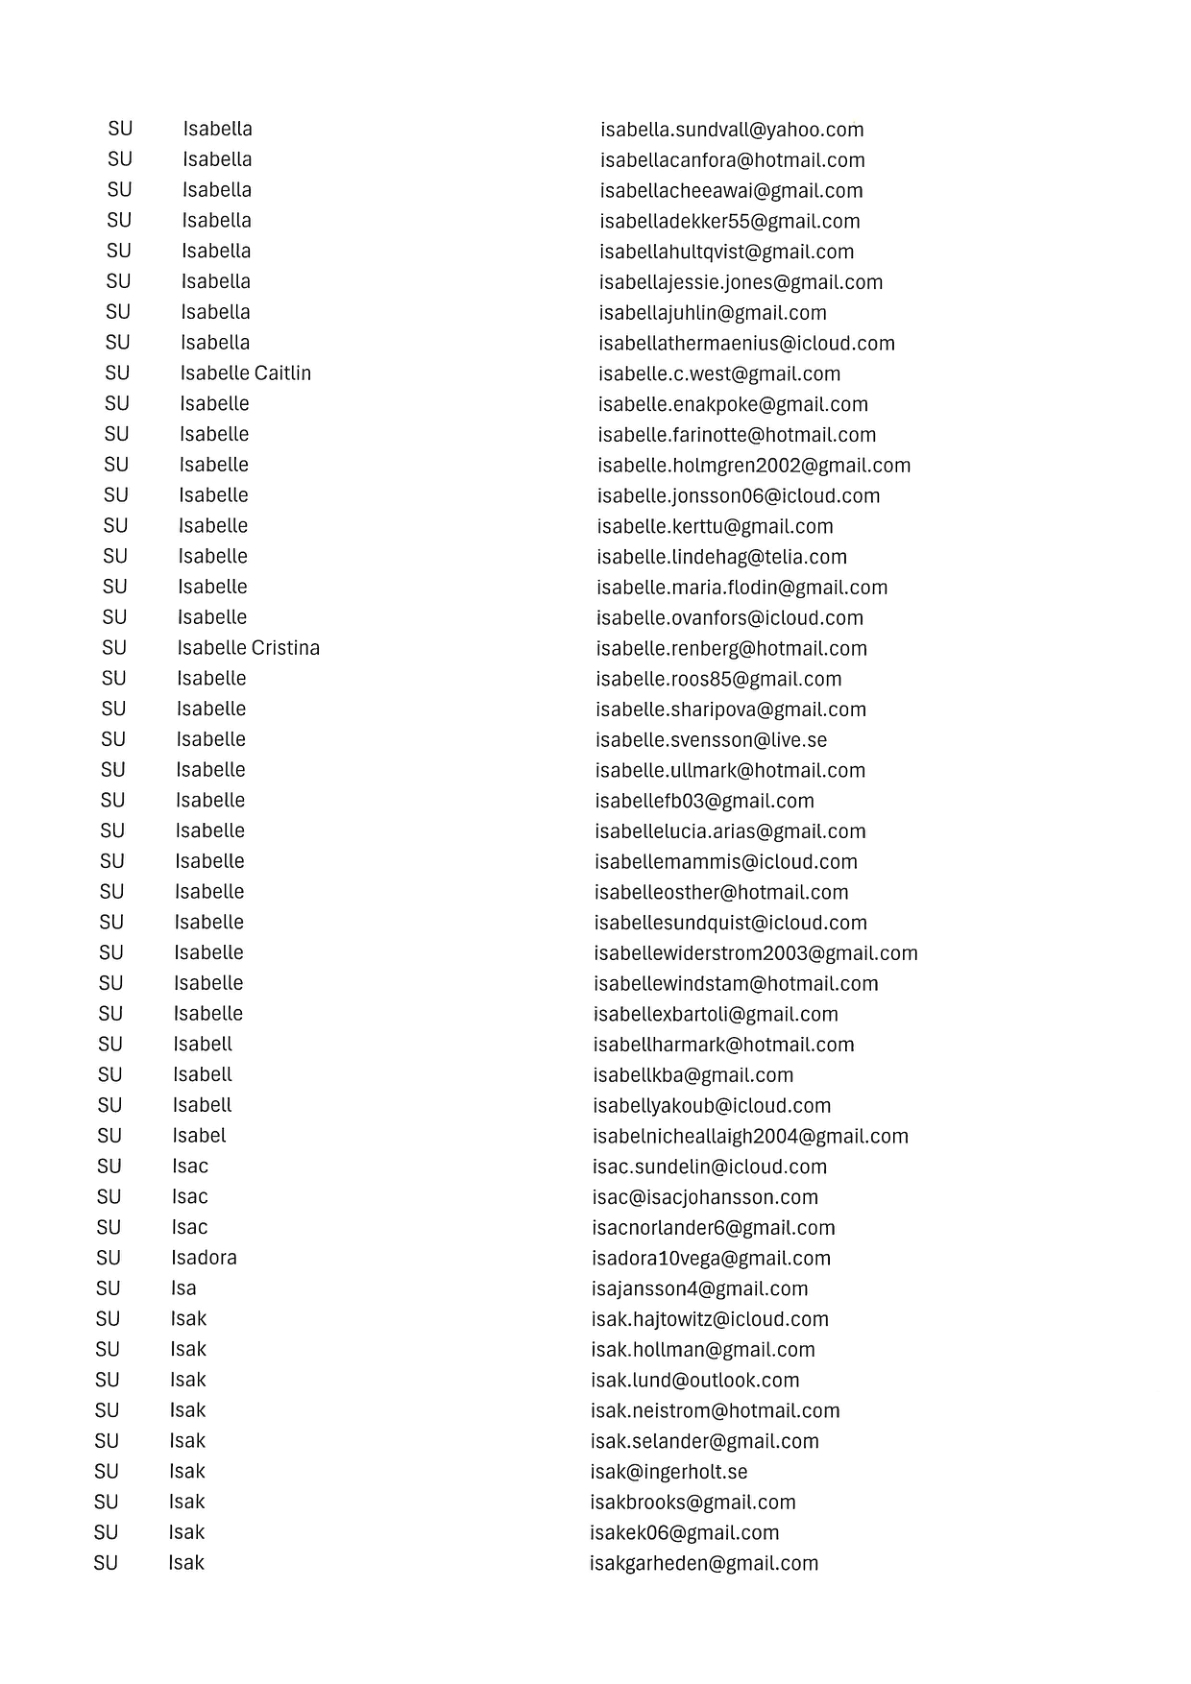 SU Isabella isabella.sundvall@yahoo.com
SU Isabella isabellacanfora@hotmail.com
SU Isabella isabellacheeawai@gmail.com
SU Isabella isabelladekker55@gmail.com
SU Isabella isabellahultqvist@gmail.com
SU Isabella isabellajessie.jones@gmail.com
SU Isabella isabellajuhlin@gmail.com
SU Isabella isabellathermaenius@icloud.com
SU Isabelle Caitlin isabelle.c.west@gmail.com
SU Isabelle isabelle.enakpoke@gmail.com
SU Isabelle isabelle.farinotte@hotmail.com
SU Isabelle isabelle.holmgren2002@gmail.com
SU Isabelle isabelle.jonsson06@icloud.com
SU Isabelle isabelle.kerttu@gmail.com
SU Isabelle isabelle.lindehag@telia.com
SU Isabelle isabelle.maria.flodin@gmail.com
SU Isabelle isabelle.ovanfors@icloud.com
SU Isabelle Cristina isabelle.renberg@hotmail.com
SU Isabelle isabelle.roos85@gmail.com
SU Isabelle isabelle.sharipova@gmail.com
SU Isabelle isabelle.svensson@live.se
SU Isabelle isabelle.ullmark@hotmail.com
SU Isabelle isabellefb03@gmail.com
SU Isabelle isabellelucia.arias@gmail.com
SU Isabelle isabellemammis@icloud.com
SU Isabelle isabelleosther@hotmail.com
SU Isabelle isabellesundquist@icloud.com
SU Isabelle isabellewiderstrom2003@gmail.com
SU Isabelle isabellewindstam@hotmail.com
SU Isabelle isabellexbartoli@gmail.com
SU Isabell isabellharmark@hotmail.com
SU Isabell isabellkba@gmail.com
SU Isabell isabellyakoub@icloud.com
SU Isabel isabelnicheallaigh2004@gmail.com
SU Isac isac.sundelin@icloud.com
SU Isac isac@isacjohansson.com
SU Isac isacnorlander6@gmail.com
SU Isadora isadora10vega@gmail.com
SU Isa isajansson4@gmail.com
SU Isak isak.hajtowitz@icloud.com
SU Isak isak.hollman@gmail.com
SU Isak isak.lund@outlook.com
SU Isak isak.neistrom@hotmail.com
SU Isak isak.selander@gmail.com
SU Isak isak@ingerholt.se
SU Isak isakbrooks@gmail.com
SU Isak isakek06@gmail.com
SU Isak isakgarheden@gmail.com